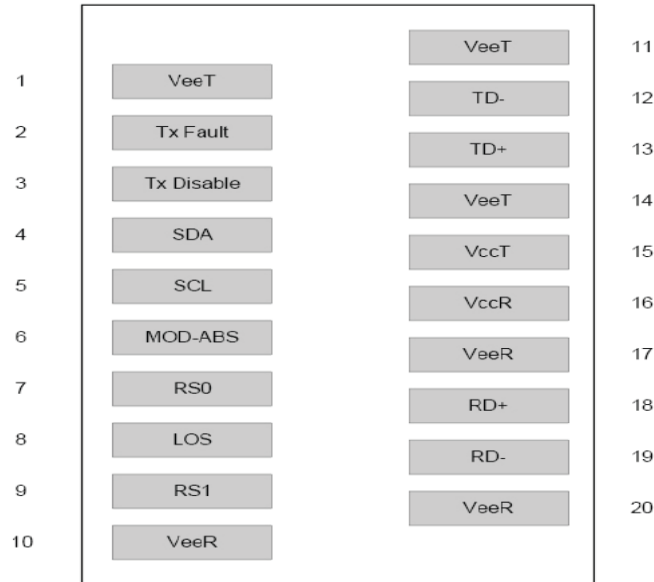 1 VeeT
2 Tx Fault
3 Tx Disable
4 SDA
5 SCL
6 MOD-ABS
7 RS0
8 LOS
9 RS1
10 VeeR
VeeT 11
TD- 12
TD+ 13
VeeT 14
VccT 15
VccR 16
VeeR 17
RD+ 18
RD- 19
VeeR 20